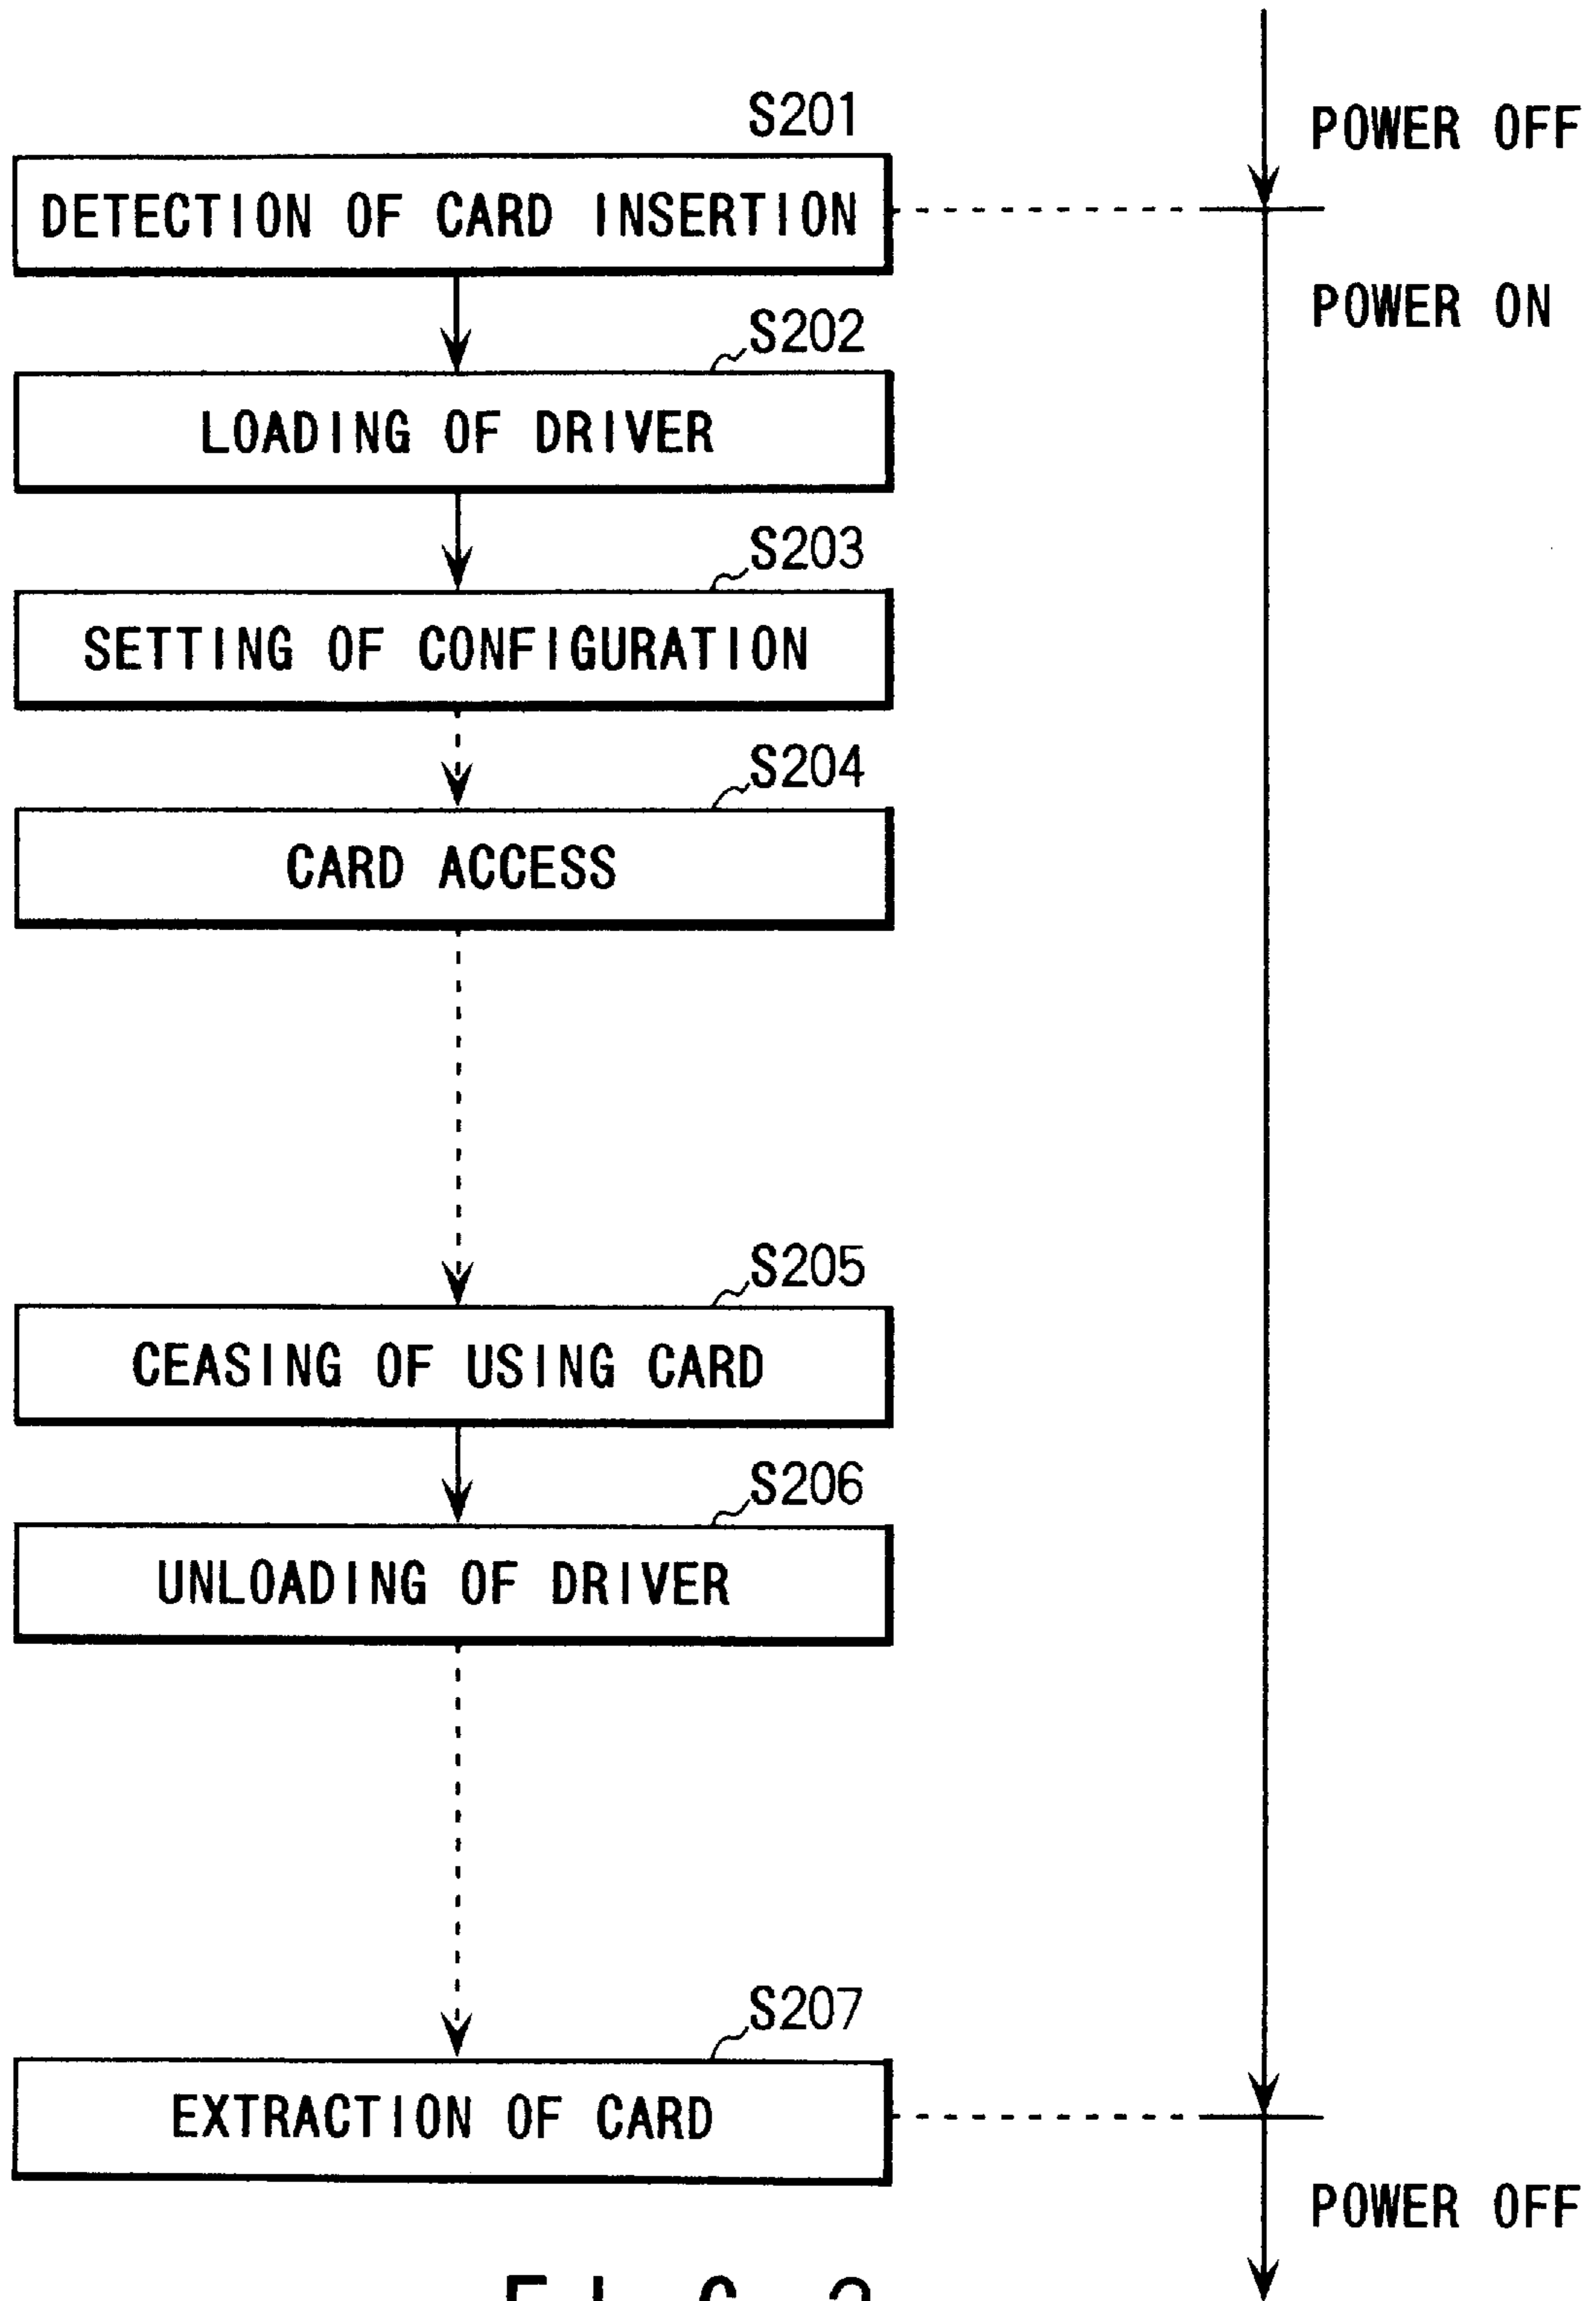 S201
POWER OFF
DETECTION OF CARD INSERTION
POWER ON
S202
LOADING OF DRIVER
S203
SETTING OF CONFIGURATION
S204
CARD ACCESS
S205
CEASING OF USING CARD
S206
UNLOADING OF DRIVER
S207
EXTRACTION OF CARD
POWER OFF